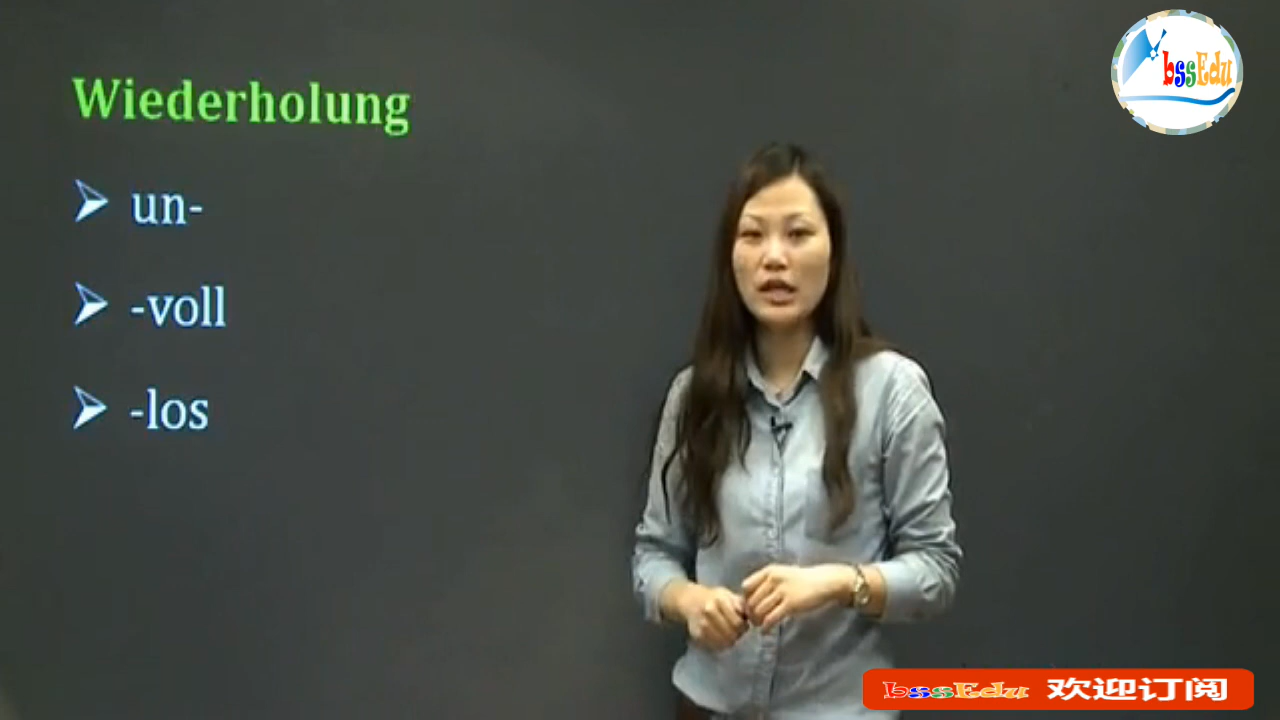 bssEdu
Wiederholung
un-
-voll
-los
bssEdu 欢迎订阅